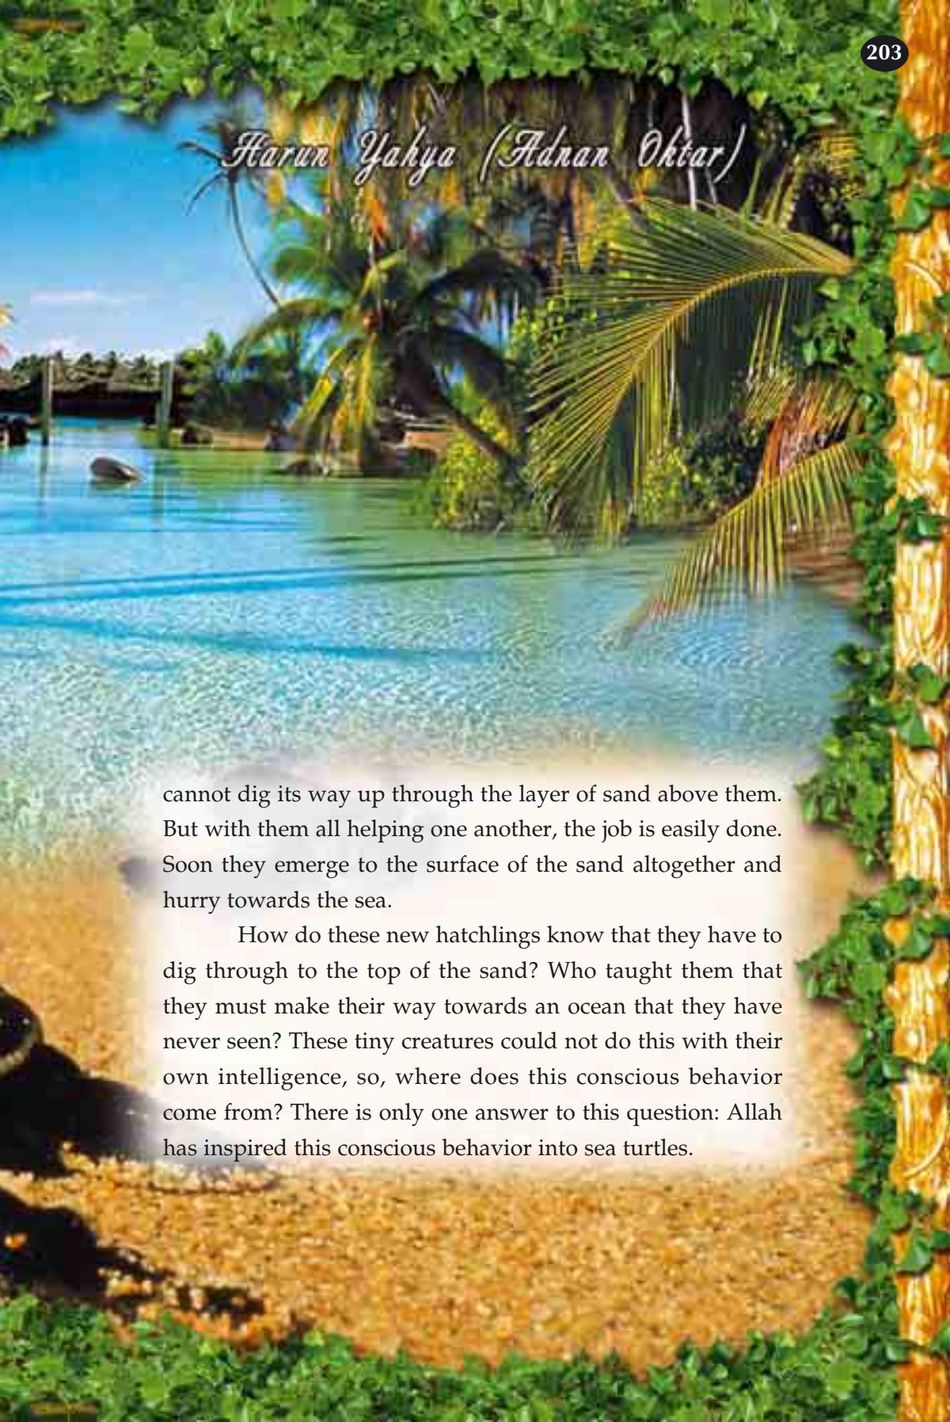 203
Harun Yahya (Adnan Oktar)
cannot dig its way up through the layer of sand above them.
But with them all helping one another, the job is easily done.
Soon they emerge to the surface of the sand altogether and
hurry towards the sea.
How do these new hatchlings know that they have to
dig through to the top of the sand? Who taught them that
they must make their way towards an ocean that they have
never seen? These tiny creatures could not do this with their
own intelligence, so, where does this conscious behavior
come from? There is only one answer to this question: Allah
has inspired this conscious behavior into sea turtles.